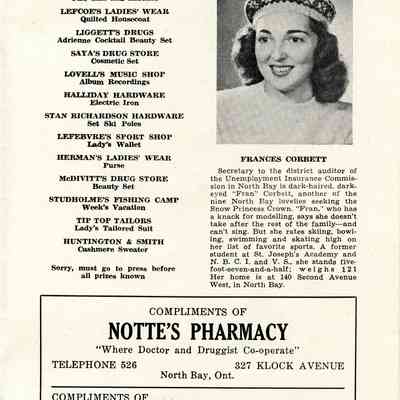 LEFCOE'S LADIES' WEAR
Quilted Housecoat
LIGGETT'S DRUGS
Adrienne Cocktail Beauty Set
SAYA'S DRUG STORE
Cosmetic Set
LOVELL'S MUSIC SHOP
Album Recordings
HALLIDAY HARDWARE
Electric Iron
STAN RICHARDSON HARDWARE
Set Ski Poles
LEFEBVRE'S SPORT SHOP
Lady's Wallet
HERMAN'S LADIES' WEAR
Purse
McDIVITT'S DRUG STORE
Beauty Set
STUDHOLME'S FISHING CAMP
Week's Vacation
TIP TOP TAILORS
Lady's Tailored Suit
HUNTINGTON & SMITH
Cashmere Sweater
Sorry, must go to press before
all prizes known
FRANCES CORBETT
Secretary to the district auditor of
the Unemployment Insurance Commis-
sion in North Bay is dark-haired, dark-
eyed "Fran" Corbett, another of the
nine North Bay lovelies seeking the
Snow Princess Crown. "Fran," who has
a knack for modelling, says she doesn't
take after the rest of the family—and
can't sing. But she rates skiing, bowl-
ing, swimming and skating high on
her list of favorite sports. A former
student at St. Joseph's Academy and
N. B. C. I. and V. S., she stands five-
foot-seven-and-a-half; weighs 121
Her home is at 140 Second Avenue
West, in North Bay.
COMPLIMENTS OF
NOTTE'S PHARMACY
"Where Doctor and Druggist Co-operate"
TELEPHONE 526 327 KLOCK AVENUE
North Bay, Ont.
COMPLIMENTS OF